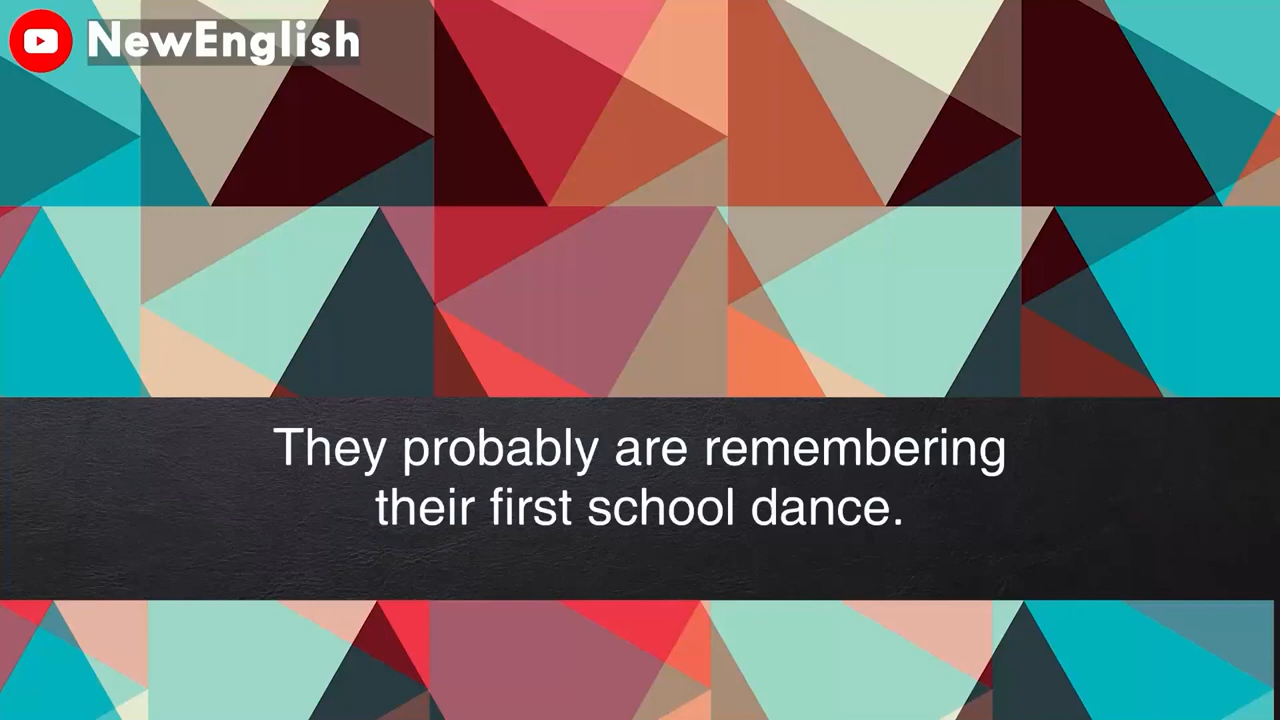 NewEnglish
They probably are remembering
their first school dance.